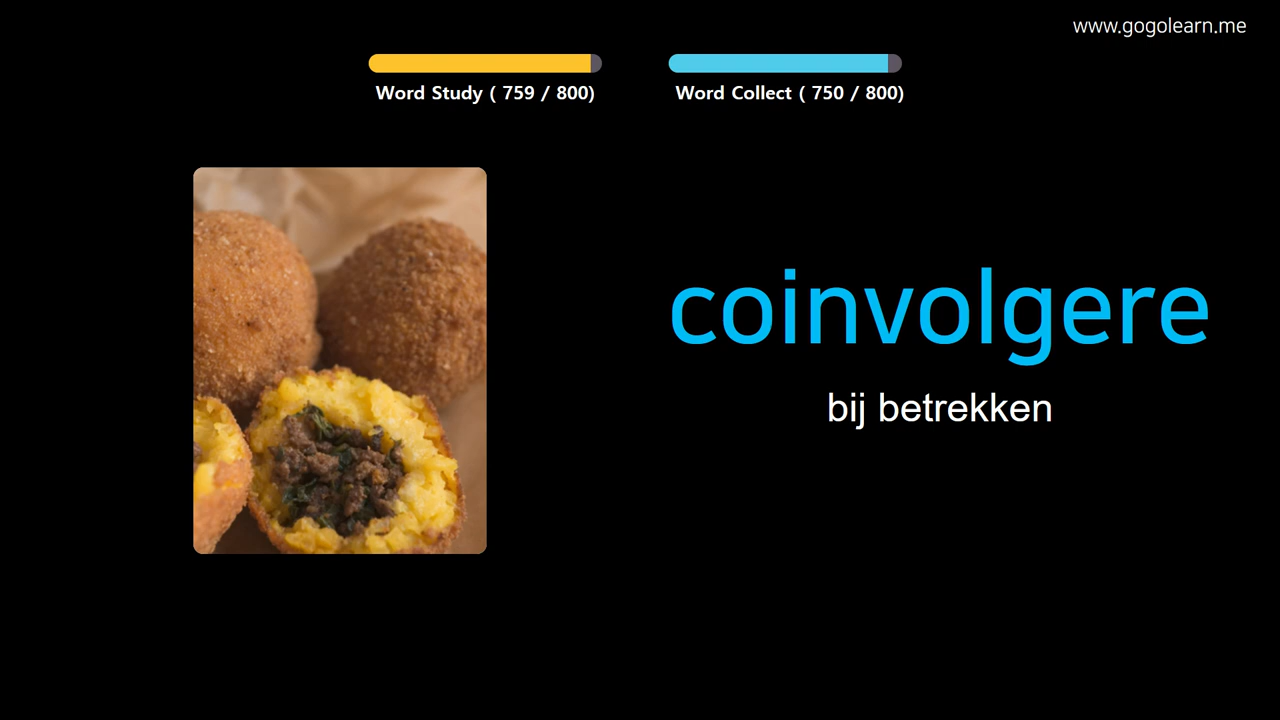 www.gogolearn.me
Word Study ( 759 / 800)
Word Collect ( 750 / 800)
coinvolgere
bij betrekken